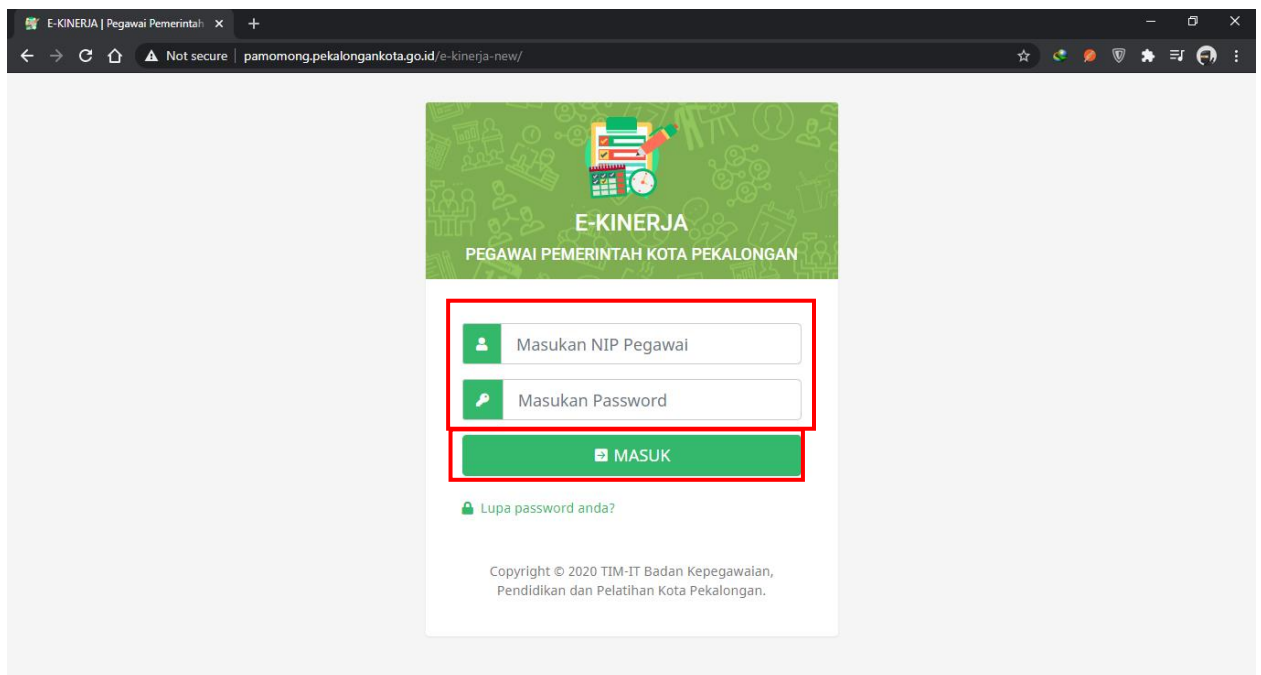 E-KINERJA | Pegawai Pemerintah
Not secure | pamomong.pekalongankota.go.id/e-kinerja-new/
E-KINERJA
PEGAWAI PEMERINTAH KOTA PEKALONGAN
Masukan NIP Pegawai
Masukan Password
MASUK
Lupa password anda?
Copyright © 2020 TIM-IT Badan Kepegawaian,
Pendidikan dan Pelatihan Kota Pekalongan.